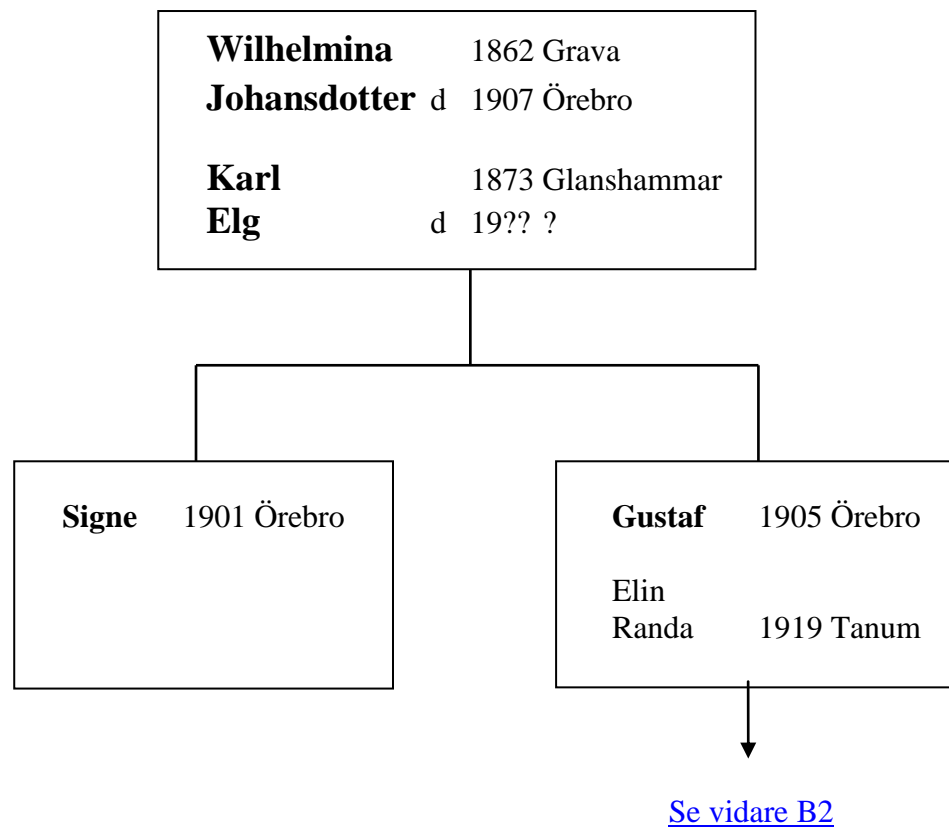 Wilhelmina 1862 Grava
Johansdotter d 1907 Örebro
Karl 1873 Glanshammar
Elg d 19?? ?
Signe 1901 Örebro
Gustaf 1905 Örebro
Elin
Randa 1919 Tanum
Se vidare B2